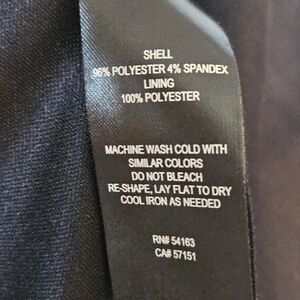 SHELL
96% POLYESTER 4% SPANDEX
LINING
100% POLYESTER
MACHINE WASH COLD WITH
SIMILAR COLORS
DO NOT BLEACH
RE-SHAPE, LAY FLAT TO DRY
COOL IRON AS NEEDED
RN# 54163
CA# 57151